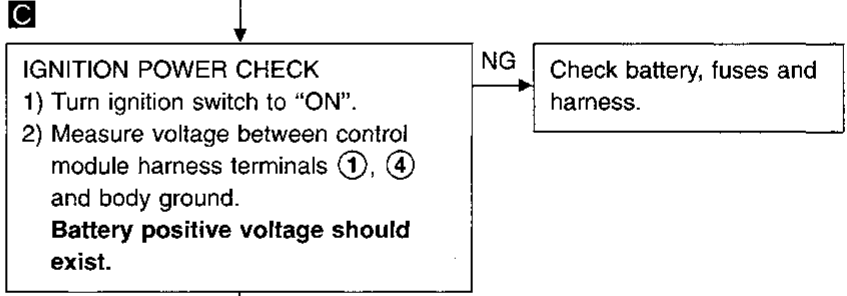 C
IGNITION POWER CHECK
1) Turn ignition switch to “ON”.
2) Measure voltage between control
module harness terminals ①, ④
and body ground.
Battery positive voltage should
exist.
NG
Check battery, fuses and
harness.